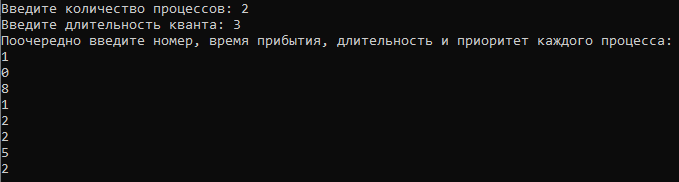 Введите количество процессов: 2
Введите длительность кванта: 3
Поочередно введите номер, время прибытия, длительность и приоритет каждого процесса:
1
0
8
1
2
2
5
2